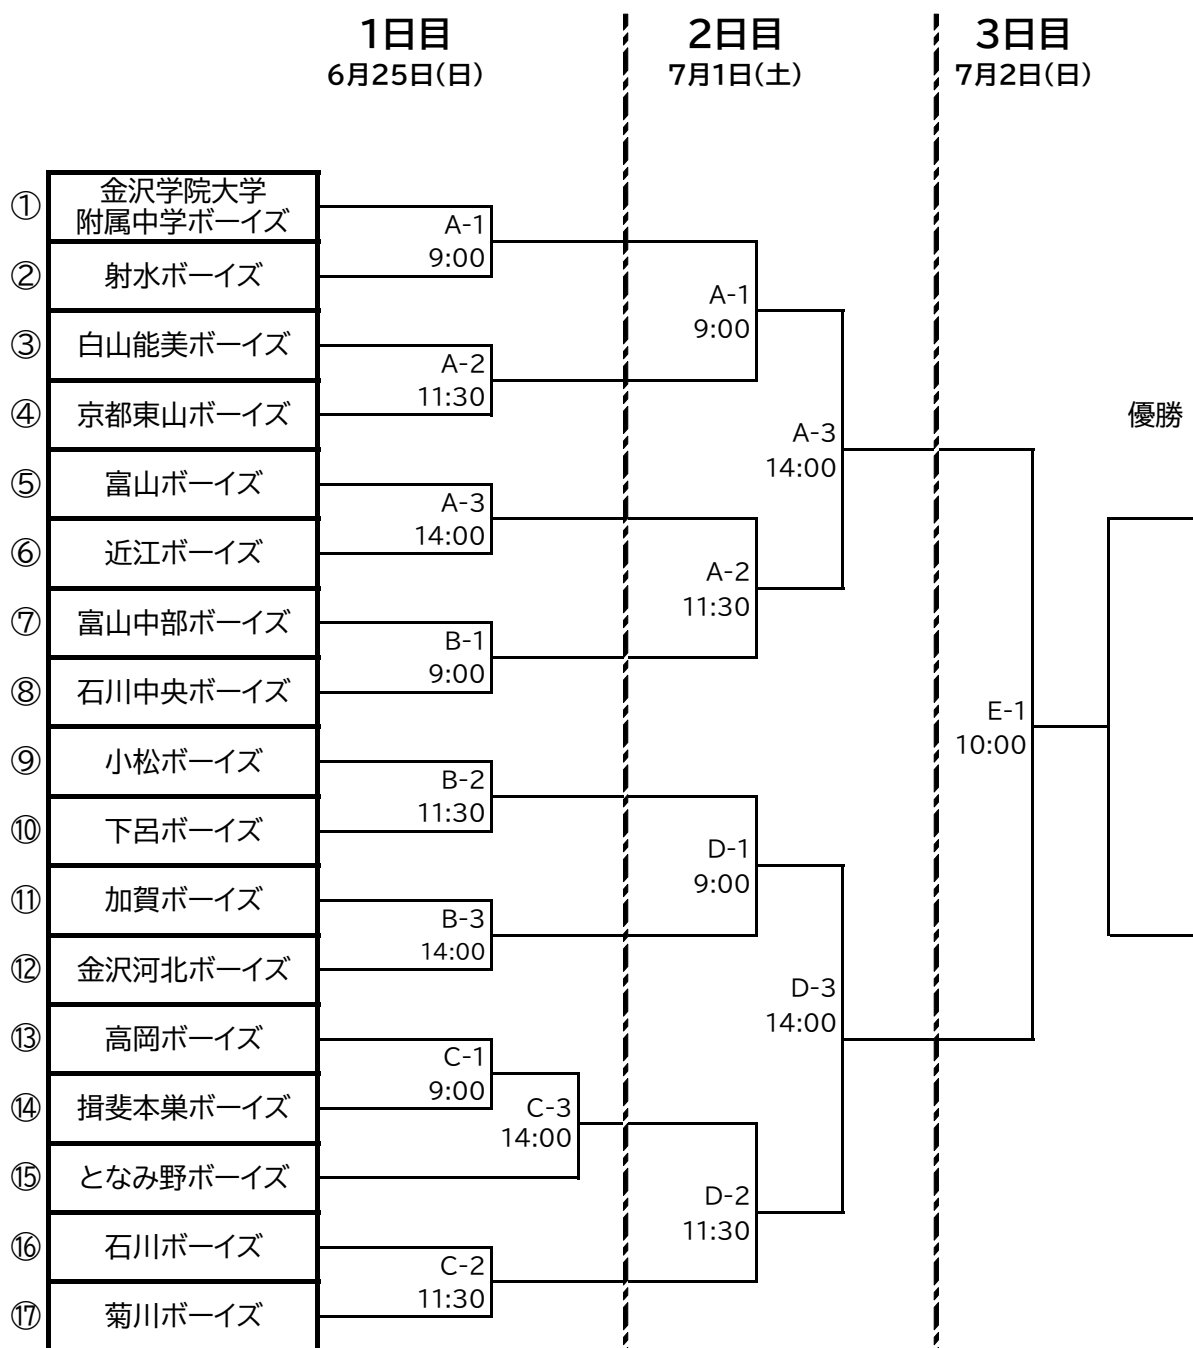 1日目
2日目
3日目
6月25日(日)
7月1日(土)
7月2日(日)
① 金沢学院大学
附属中学ボーイズ
A-1
9:00
② 射水ボーイズ
A-1
9:00
③ 白山能美ボーイズ
A-2
11:30
④ 京都東山ボーイズ
優勝
A-3
14:00
⑤ 富山ボーイズ
A-3
14:00
⑥ 近江ボーイズ
A-2
11:30
⑦ 富山中部ボーイズ
B-1
9:00
⑧ 石川中央ボーイズ
E-1
10:00
⑨ 小松ボーイズ
B-2
11:30
⑩ 下呂ボーイズ
D-1
9:00
⑪ 加賀ボーイズ
B-3
14:00
⑫ 金沢河北ボーイズ
D-3
14:00
⑬ 高岡ボーイズ
C-1
9:00
⑭ 揖斐本巣ボーイズ
C-3
14:00
⑮ となみ野ボーイズ
D-2
11:30
⑯ 石川ボーイズ
C-2
11:30
⑰ 菊川ボーイズ